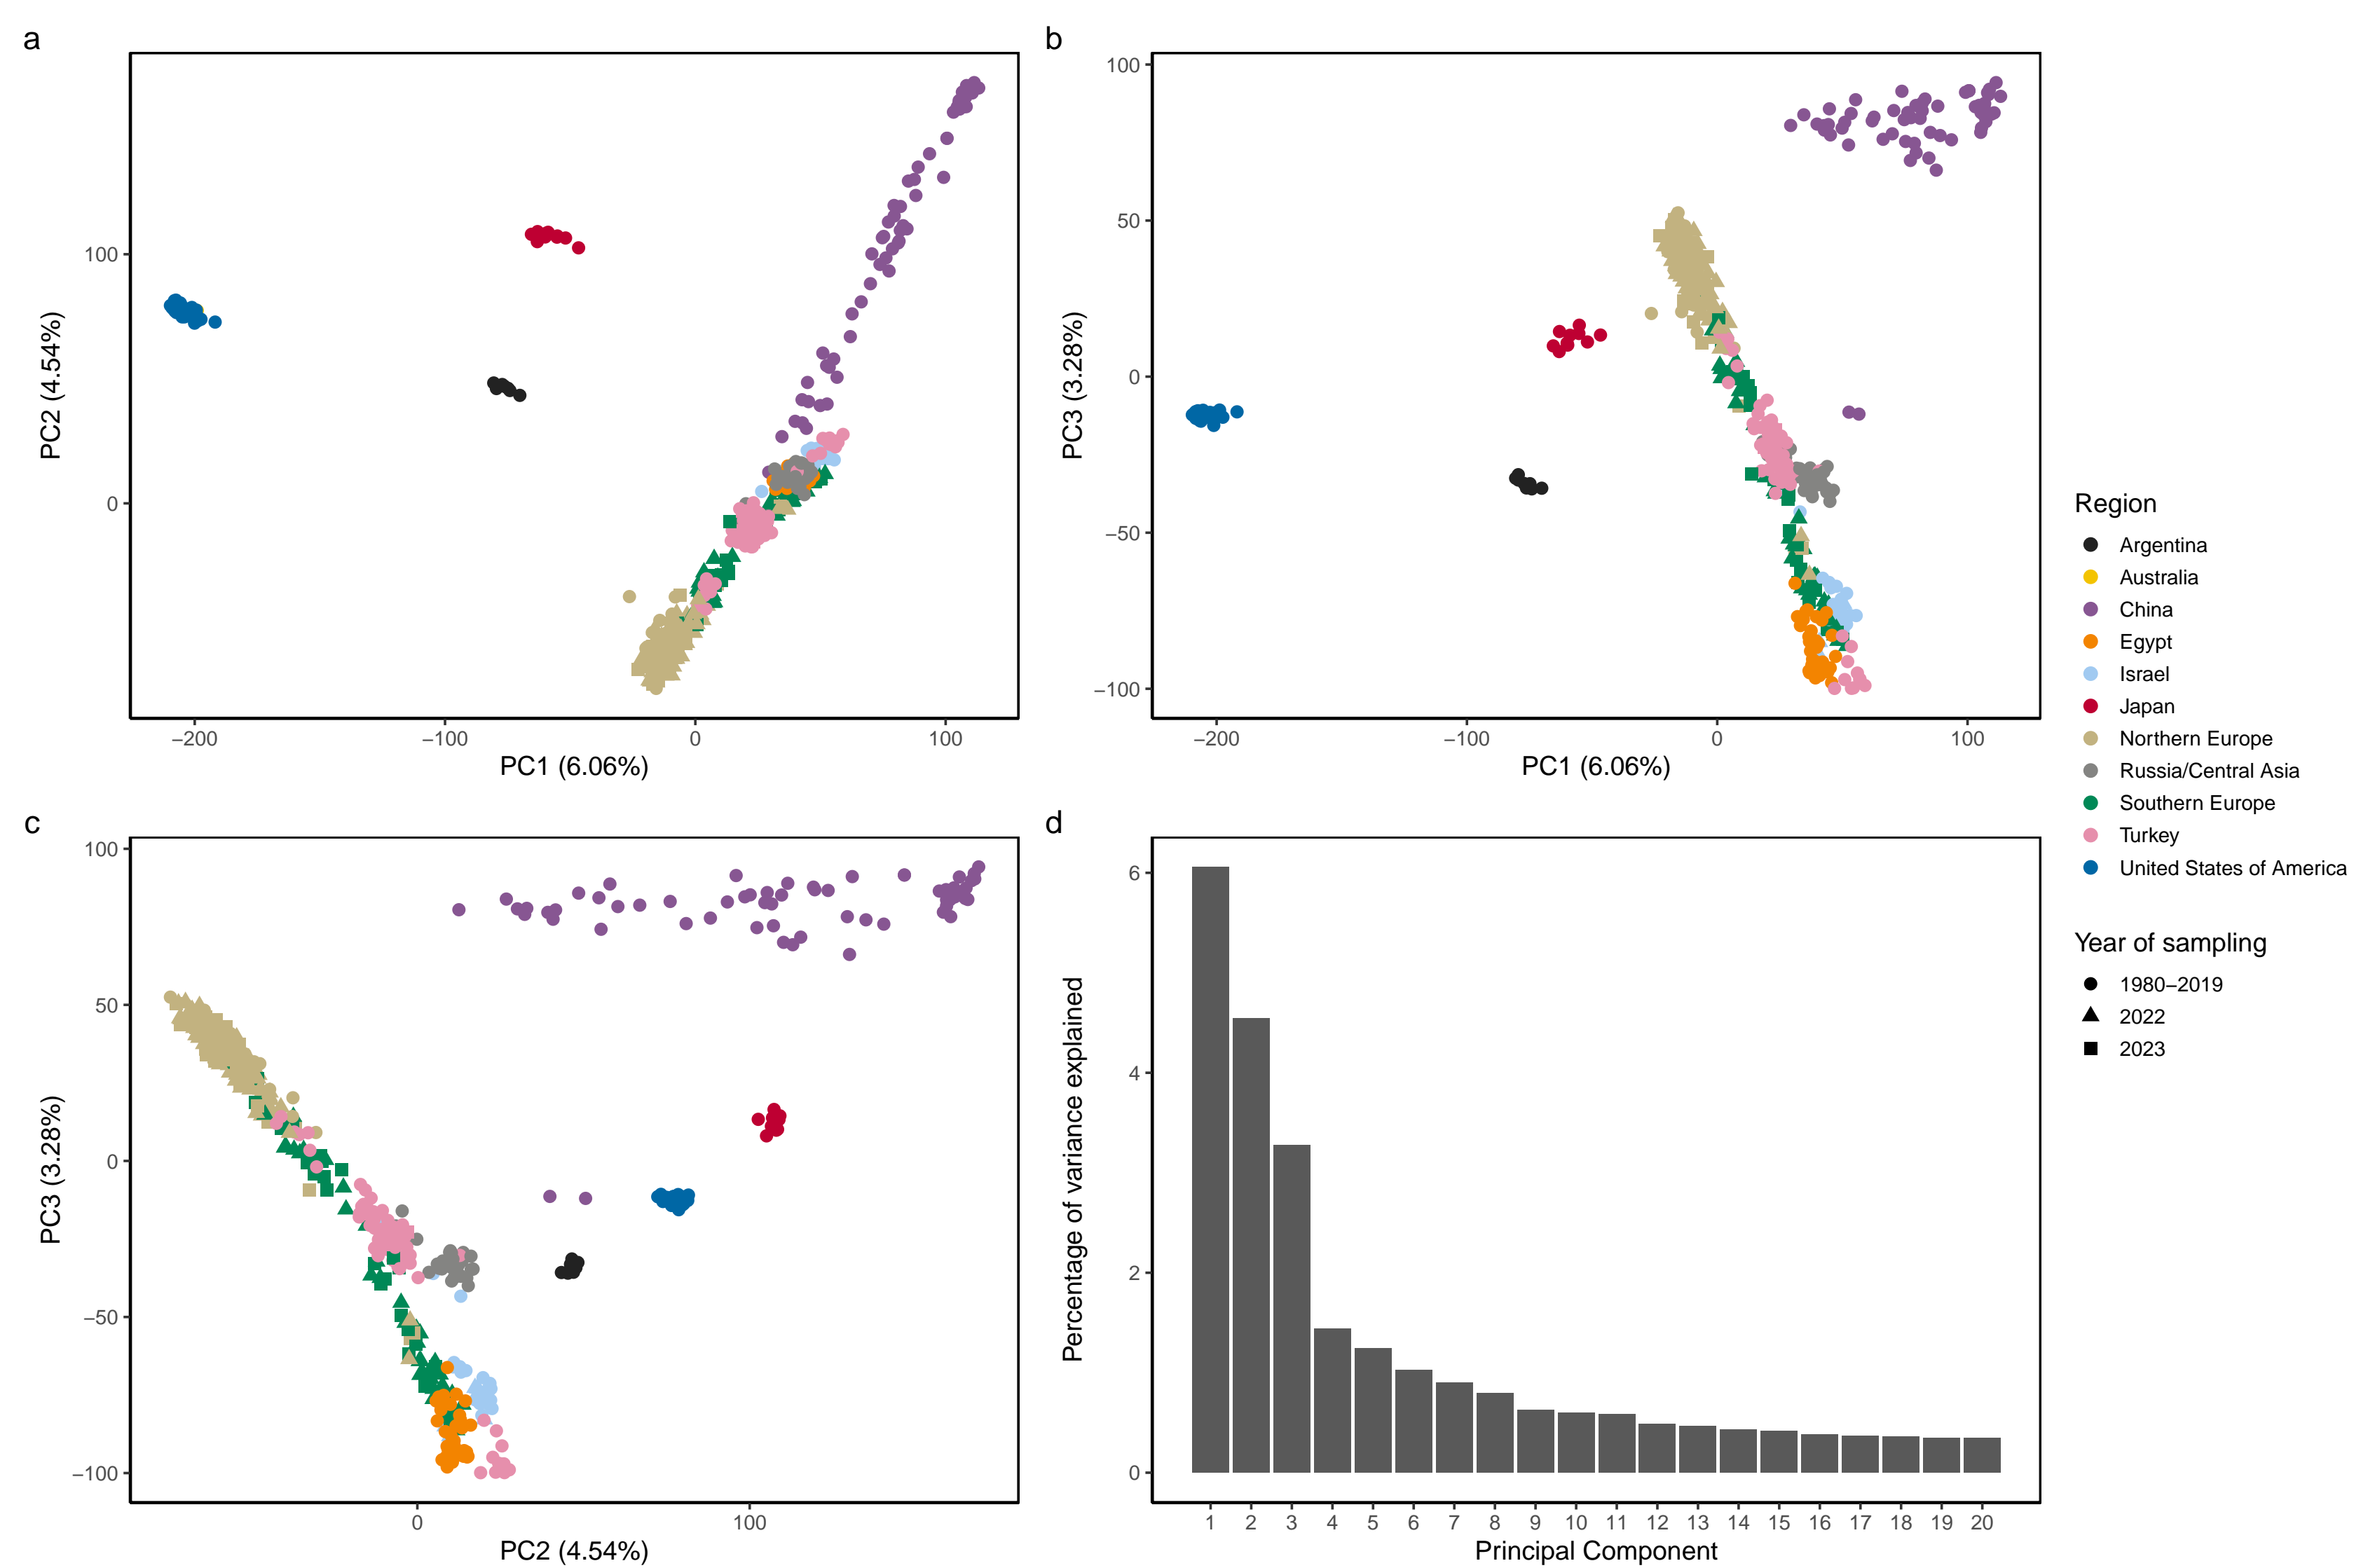 a
100
0
−200
−100
0
100
PC2 (4.54%)
PC1 (6.06%)
b
100
50
0
−50
−100
−200
−100
0
100
PC3 (3.28%)
PC1 (6.06%)
c
100
50
0
−50
−100
0
100
PC3 (3.28%)
PC2 (4.54%)
d
6
4
2
0
1 2 3 4 5 6 7 8 9 10 11 12 13 14 15 16 17 18 19 20
Percentage of variance explained
Principal Component
Region
Argentina
Australia
China
Egypt
Israel
Japan
Northern Europe
Russia/Central Asia
Southern Europe
Turkey
United States of America
Year of sampling
1980−2019
2022
2023